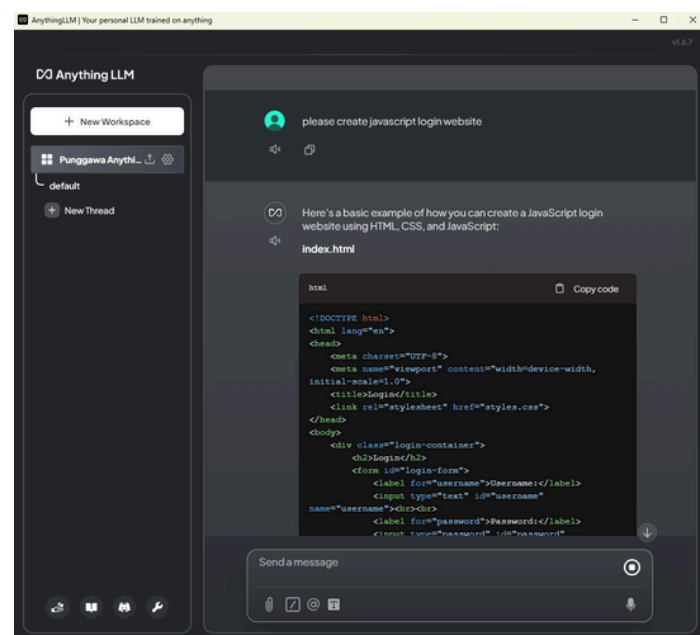 AnythingLLM | Your personal LLM trained on anything
v1.6.7
Anything LLM
+ New Workspace
Punggawa Anythi...
default
+ New Thread
please create javascript login website
Here's a basic example of how you can create a JavaScript login
website using HTML, CSS, and JavaScript:
index.html
html
Copy code
<!DOCTYPE html>
<html lang="en">
<head>
    <meta charset="UTF-8">
    <meta name="viewport" content="width=device-width,
initial-scale=1.0">
    <title>Login</title>
    <link rel="stylesheet" href="styles.css">
</head>
<body>
    <div class="login-container">
        <h2>Login</h2>
        <form id="login-form">
            <label for="username">Username:</label>
            <input type="text" id="username"
name="username"><br><br>
            <label for="password">Password:</label>
            <input type="password" id="password"
Send a message